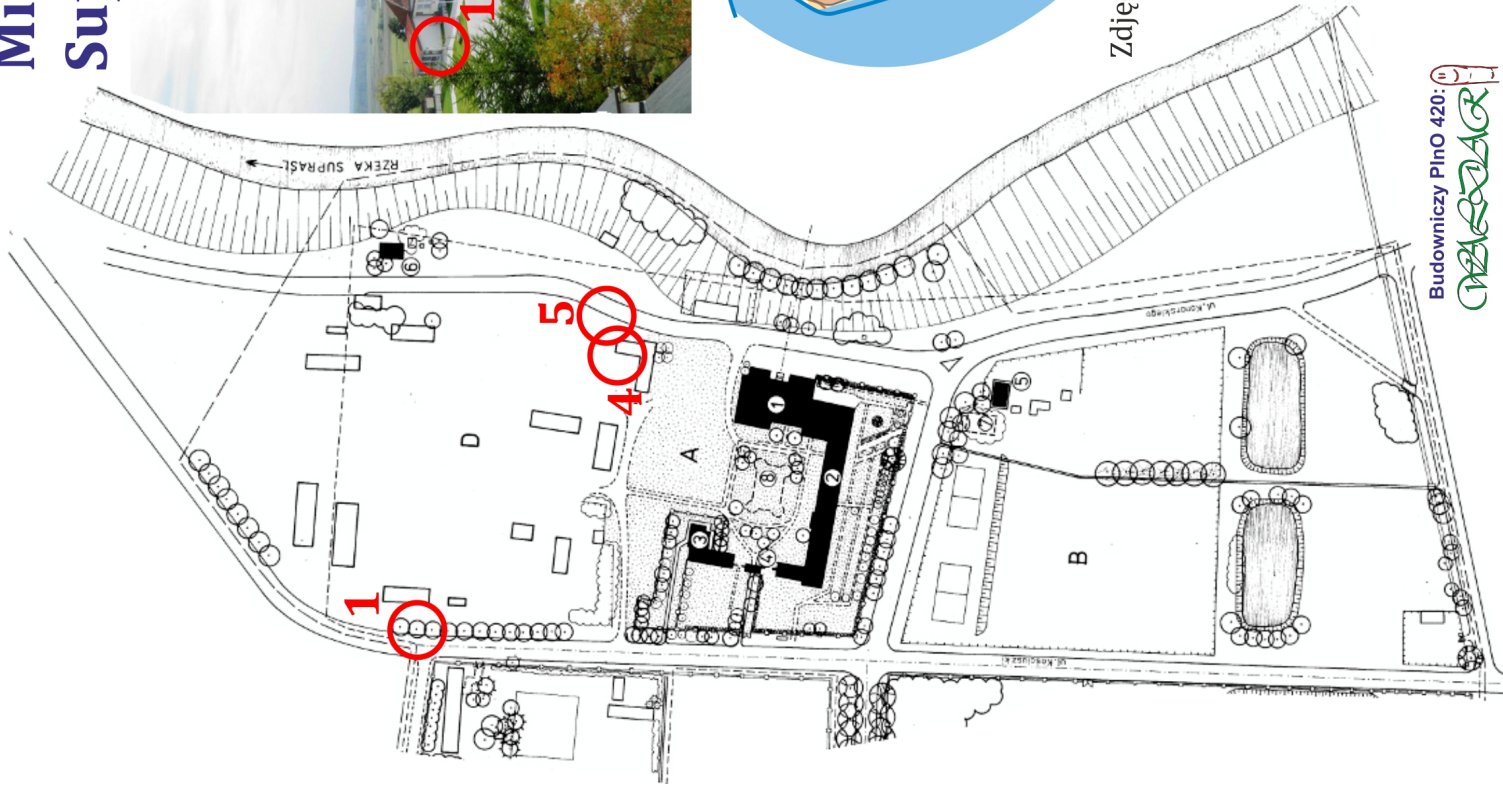 Mi
Su
1
RZEKA SUPRAŚL
6
5
4
1
D
A
1
2
3
4
8
5
7
B
ul. Konarskiego
ul. Kościuszki
Zdję
Budowniczy PInO 420:
WALDAR